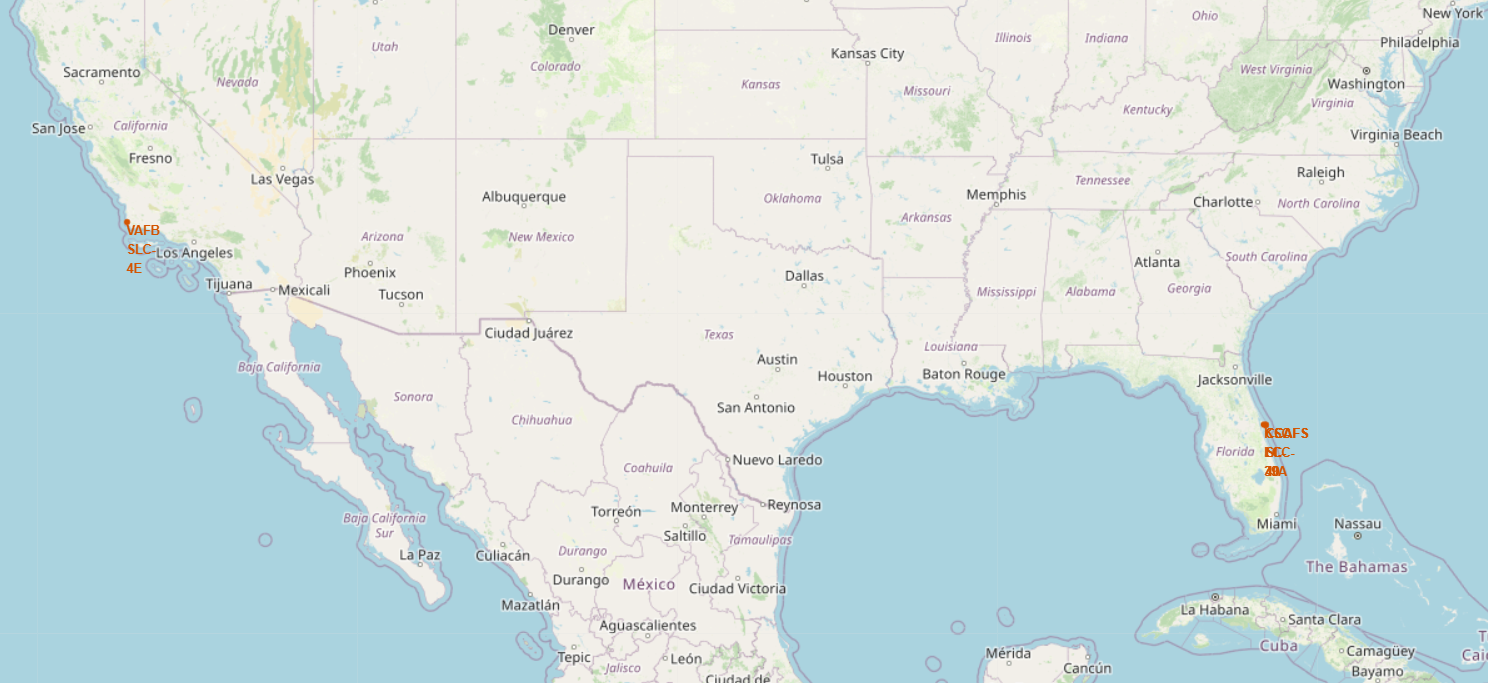 New York
Ohio
Denver
Philadelphia
Illinois
Indiana
Utah
Kansas City
Colorado
West Virginia
Sacramento
Nevada
Kansas
Washington
Missouri
Virginia
Kentucky
San Jose
California
Virginia Beach
Fresno
Tulsa
Las Vegas
Raleigh
Tennessee
Albuquerque
Oklahoma
Memphis
Charlotte
North Carolina
Arkansas
VAFB
SLC-
4E
Arizona
New Mexico
Los Angeles
South Carolina
Atlanta
Phoenix
Dallas
Tijuana
Mexicali
Tucson
Mississippi
Alabama
Georgia
Ciudad Juárez
Texas
Louisiana
Austin
Baja California
Houston
Baton Rouge
Jacksonville
Sonora
San Antonio
Chihuahua
Florida
Nuevo Laredo
Coahuila
Reynosa
Torreón
Monterrey
Baja California
Sur
Saltillo
Tamaulipas
Miami
Nassau
La Paz
Culiacán
Durango
The Bahamas
Durango
México
Ciudad Victoria
Mazatlán
La Habana
Santa Clara
Aguascalientes
Cuba
Camagüey
Tepic
León
Mérida
Jalisco
Cancún
Bayamo
Ciudad de